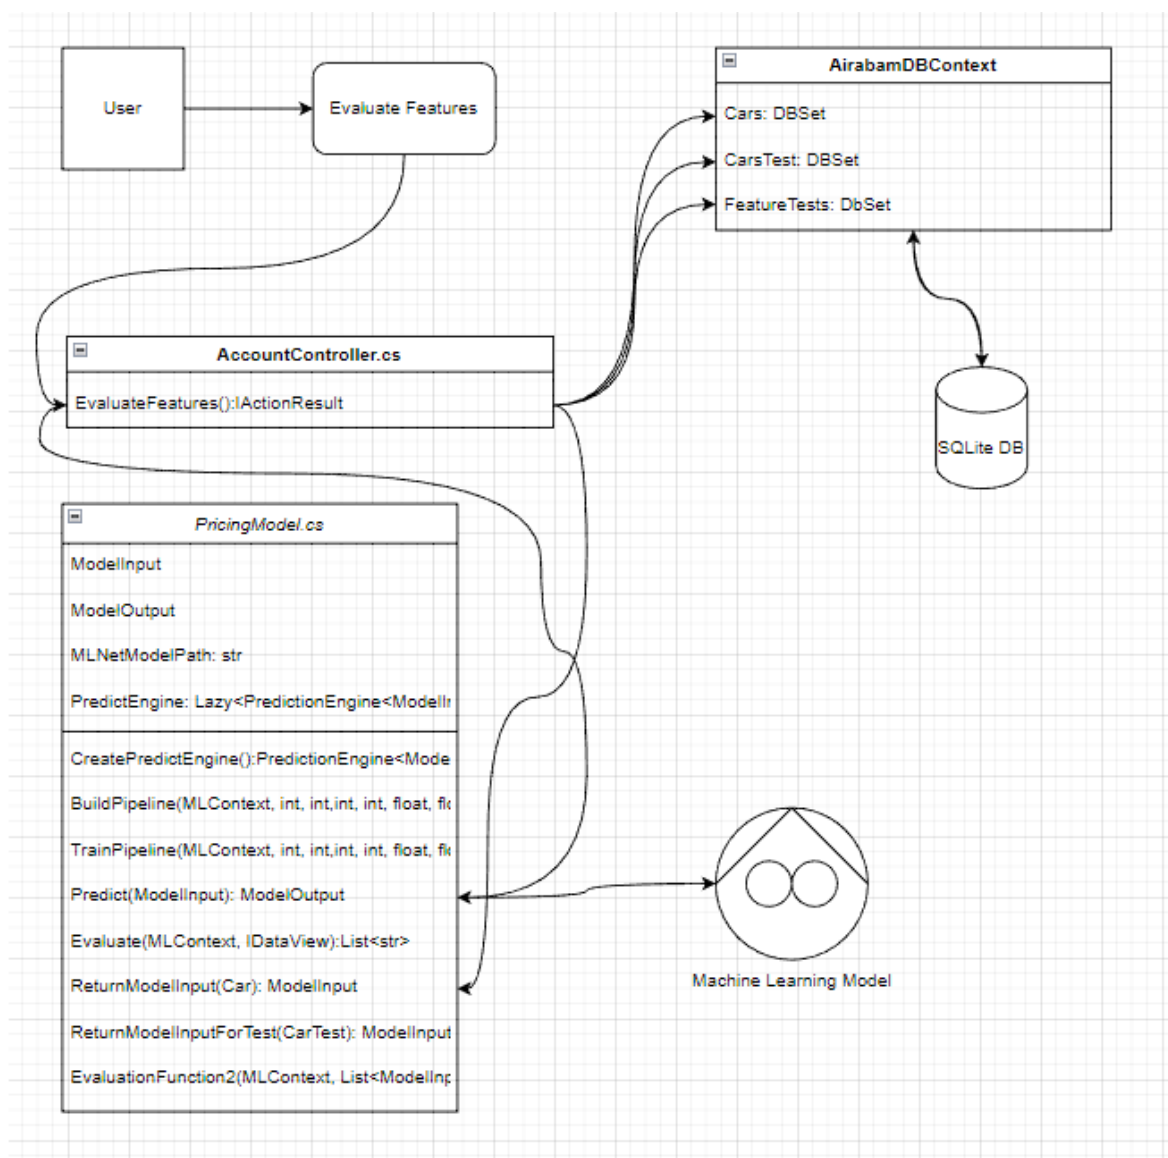 User
Evaluate Features
AirabamDBContext
Cars: DBSet
CarsTest: DBSet
FeatureTests: DbSet
AccountController.cs
EvaluateFeatures():IActionResult
SQLite DB
PricingModel.cs
ModelInput
ModelOutput
MLNetModelPath: str
PredictEngine: Lazy<PredictionEngine<ModelIn
CreatePredictEngine():PredictionEngine<Mode
BuildPipeline(MLContext, int, int,int, int, float, flo
TrainPipeline(MLContext, int, int,int, int, float, flo
Predict(ModelInput): ModelOutput
Evaluate(MLContext, IDataView):List<str>
ReturnModelInput(Car): ModelInput
ReturnModelInputForTest(CarTest): ModelInput
EvaluationFunction2(MLContext, List<ModelInp
Machine Learning Model